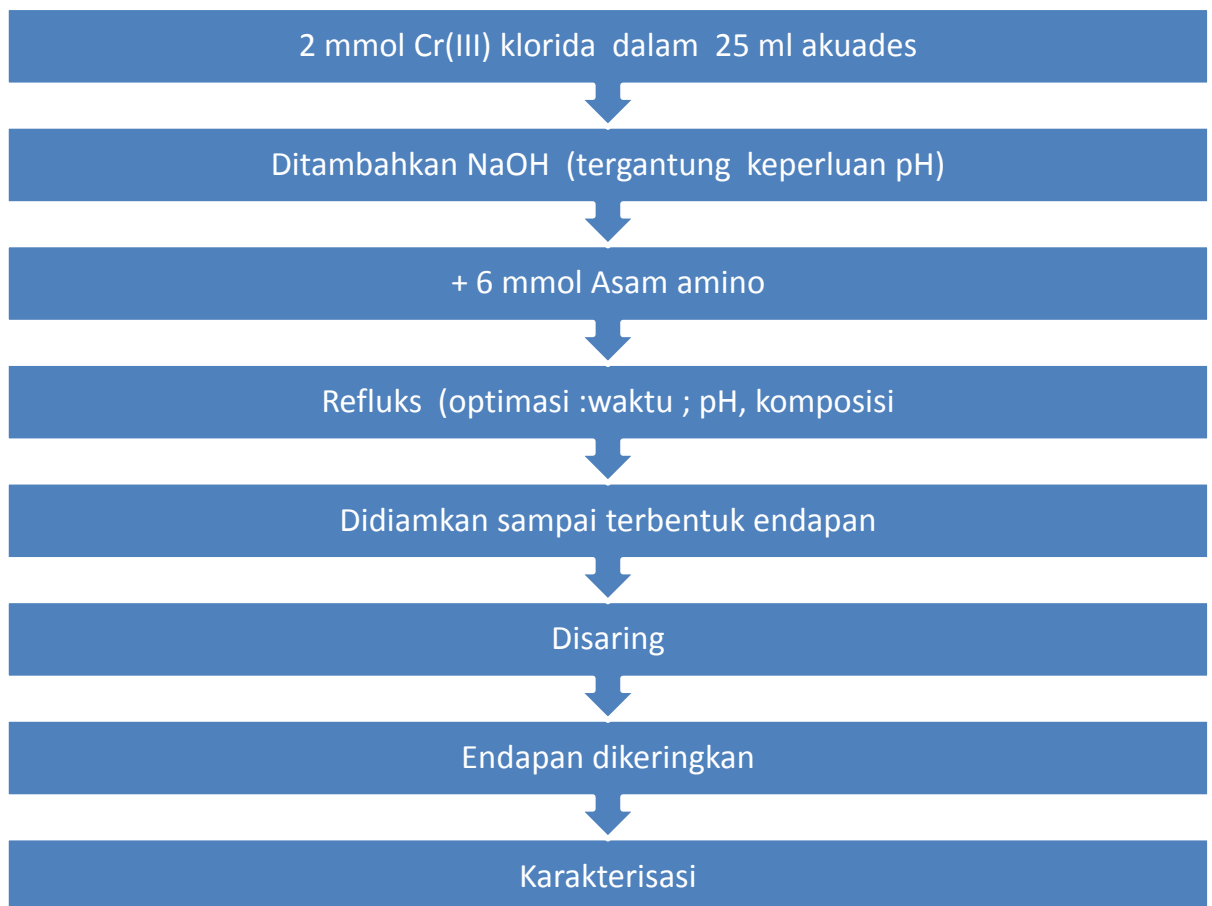 2 mmol Cr(III) klorida dalam 25 ml akuades
Ditambahkan NaOH (tergantung keperluan pH)
+ 6 mmol Asam amino
Refluks (optimasi :waktu ; pH, komposisi
Didiamkan sampai terbentuk endapan
Disaring
Endapan dikeringkan
Karakterisasi